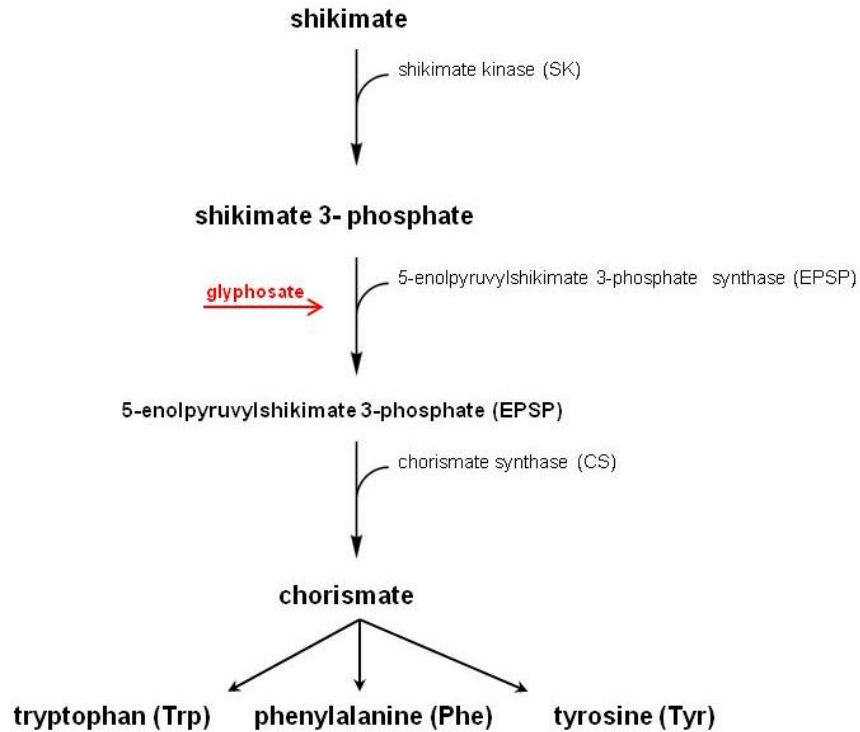 shikimate
shikimate kinase (SK)
shikimate 3- phosphate
5-enolpyruvylshikimate 3-phosphate synthase (EPSP)
glyphosate
5-enolpyruvylshikimate 3-phosphate (EPSP)
chorismate synthase (CS)
chorismate
tryptophan (Trp) phenylalanine (Phe) tyrosine (Tyr)